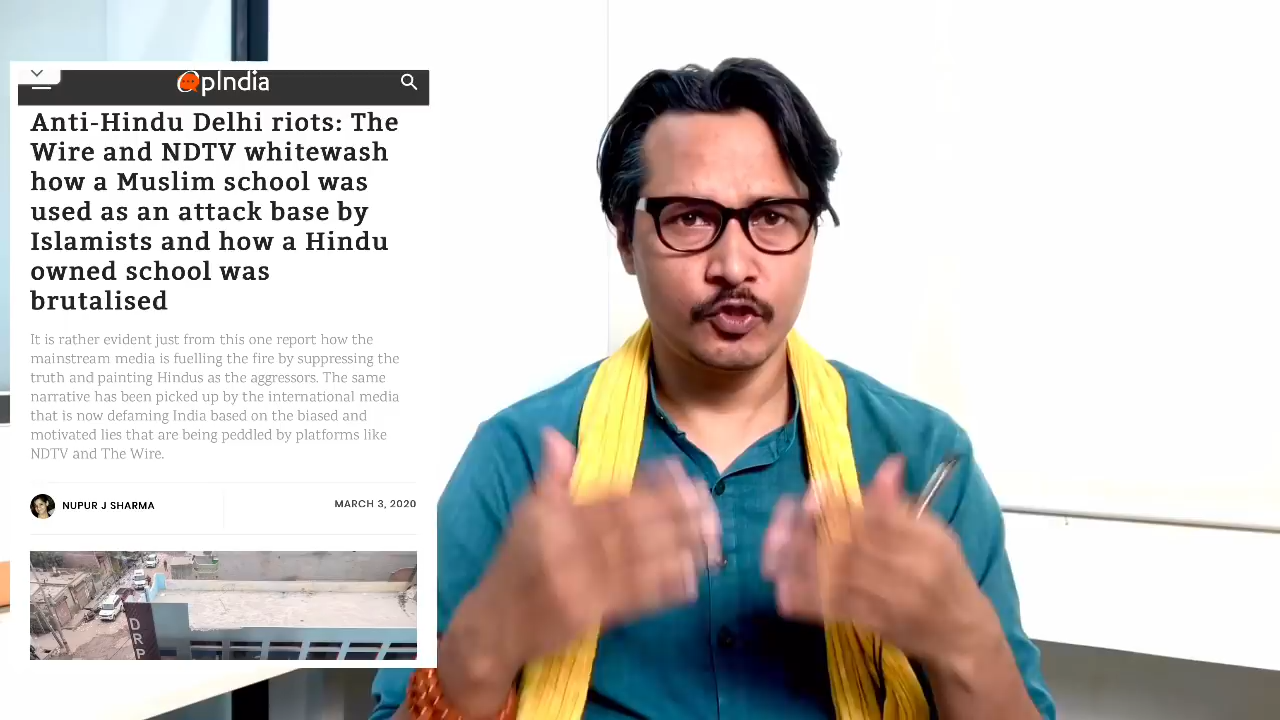 OpIndia
Anti-Hindu Delhi riots: The
Wire and NDTV whitewash
how a Muslim school was
used as an attack base by
Islamists and how a Hindu
owned school was
brutalised
It is rather evident just from this one report how the
mainstream media is fuelling the fire by suppressing the
truth and painting Hindus as the aggressors. The same
narrative has been picked up by the international media
that is now defaming India based on the biased and
motivated lies that are being peddled by platforms like
NDTV and The Wire.
NUPUR J SHARMA
MARCH 3, 2020
DRP